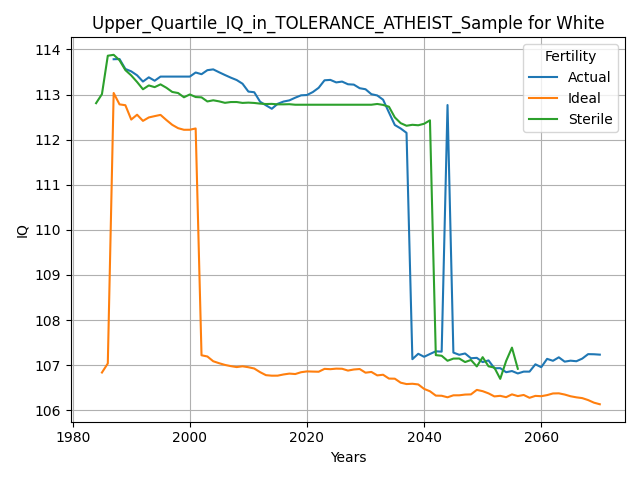 Upper_Quartile_IQ_in_TOLERANCE_ATHEIST_Sample for White
Fertility
Actual
Ideal
Sterile
114
113
112
111
110
109
108
107
106
IQ
1980
2000
2020
2040
2060
Years